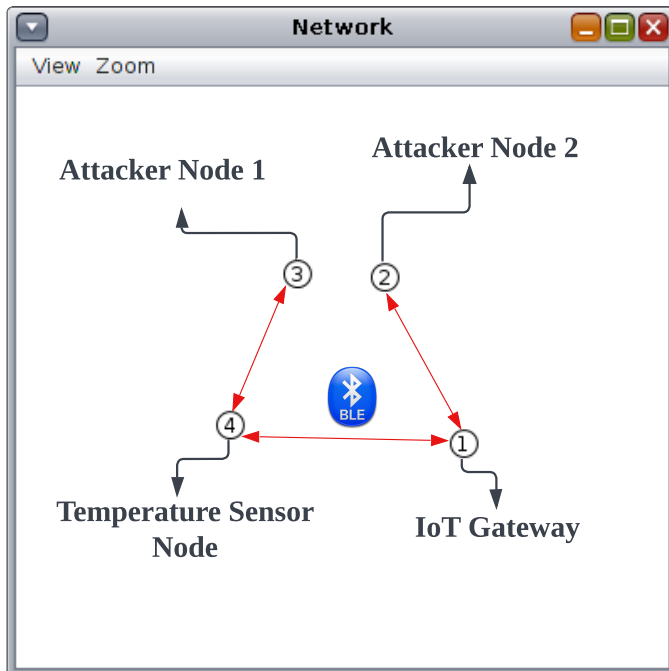 Network
View Zoom
Attacker Node 1
Attacker Node 2
3
2
BLE
4
1
Temperature Sensor
Node
IoT Gateway